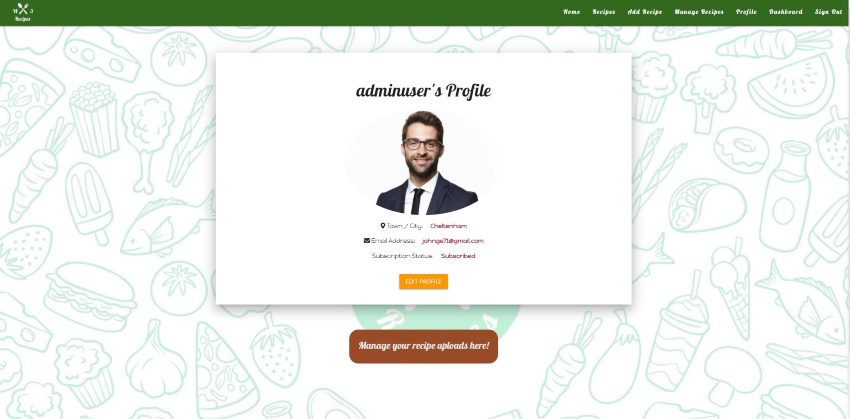 W S
Recipes
Home Recipes Add Recipe Manage Recipes Profile Dashboard Sign Out
adminuser's Profile
Town / City: Cheltenham
Email Address: johnge71@gmail.com
Subscription Status: Subscribed
EDIT PROFILE
Manage your recipe uploads here!